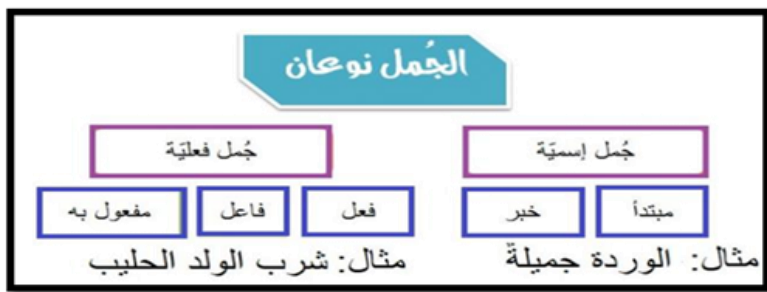 الجُمل نوعان
جُمل إسميّة
جُمل فعليّة
مبتدأ
خبر
فعل
فاعل
مفعول به
مثال: الوردة جميلة
مثال: شرب الولد الحليب